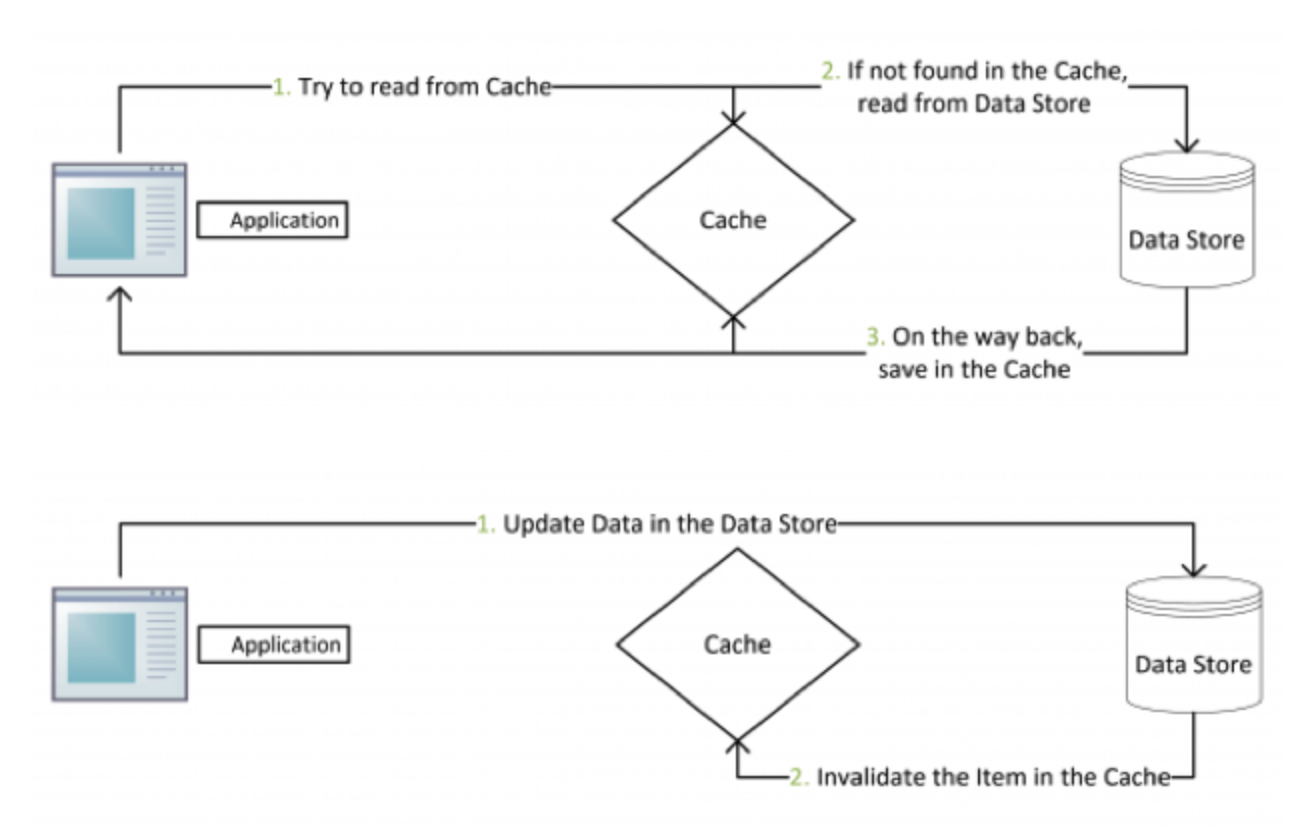 1. Try to read from Cache
2. If not found in the Cache,
read from Data Store
Application
Cache
Data Store
3. On the way back,
save in the Cache
1. Update Data in the Data Store
Application
Cache
Data Store
2. Invalidate the Item in the Cache